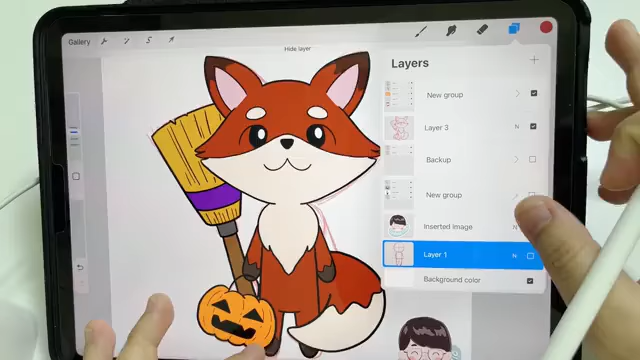 Gallery
Hide layer
Layers
New group
Layer 3
N
Backup
New group
Inserted image
N
Layer 1
N
Background color